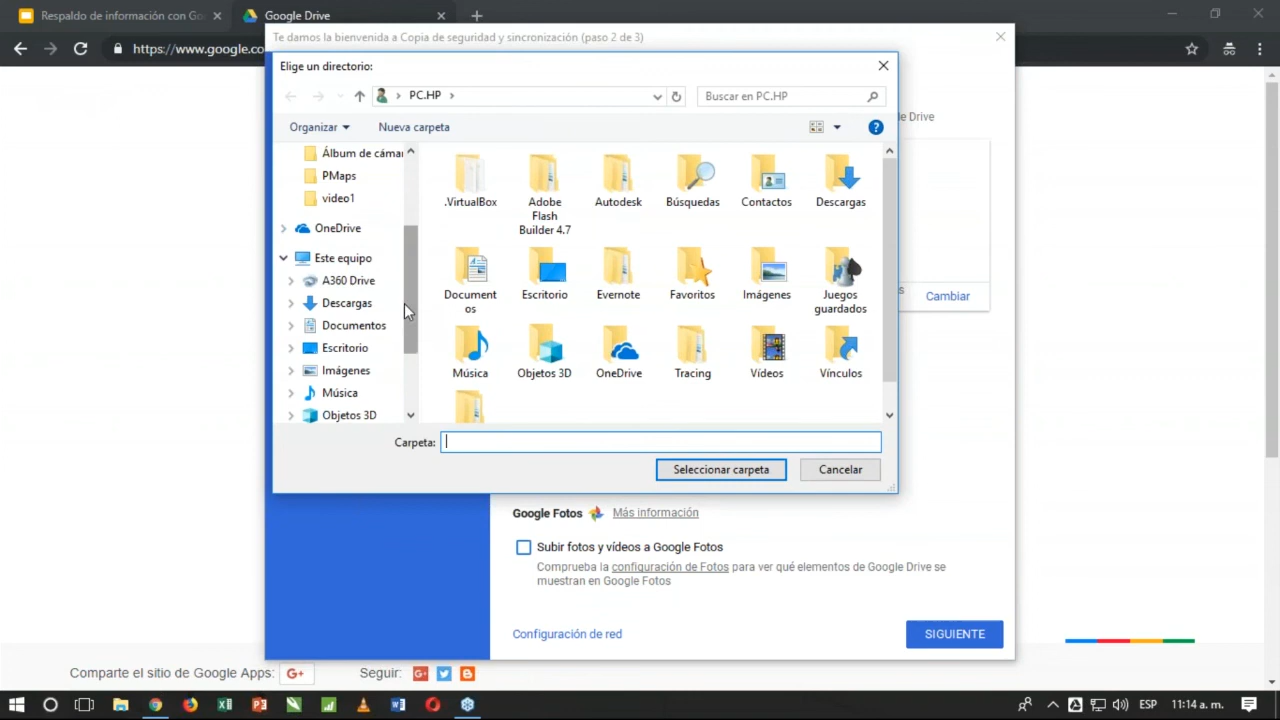 Respaldo de información con Go
Google Drive
https://www.google.co
Te damos la bienvenida a Copia de seguridad y sincronización (paso 2 de 3)
Elige un directorio:
PC.HP
Buscar en PC.HP
le Drive
Organizar
Nueva carpeta
Álbum de cámar
PMaps
video1
OneDrive
Este equipo
A360 Drive
Descargas
Documentos
Escritorio
Imágenes
Música
Objetos 3D
.VirtualBox
Adobe
Flash
Builder 4.7
Autodesk
Búsquedas
Contactos
Descargas
Document
os
Escritorio
Evernote
Favoritos
Imágenes
Juegos
guardados
Música
Objetos 3D
OneDrive
Tracing
Vídeos
Vínculos
s
Cambiar
Carpeta:
Seleccionar carpeta
Cancelar
Google Fotos
Más información
Subir fotos y vídeos a Google Fotos
Comprueba la configuración de Fotos para ver qué elementos de Google Drive se
muestran en Google Fotos
Configuración de red
SIGUIENTE
Comparte el sitio de Google Apps:
G+
Seguir:
G+
ESP
11:14 a. m.